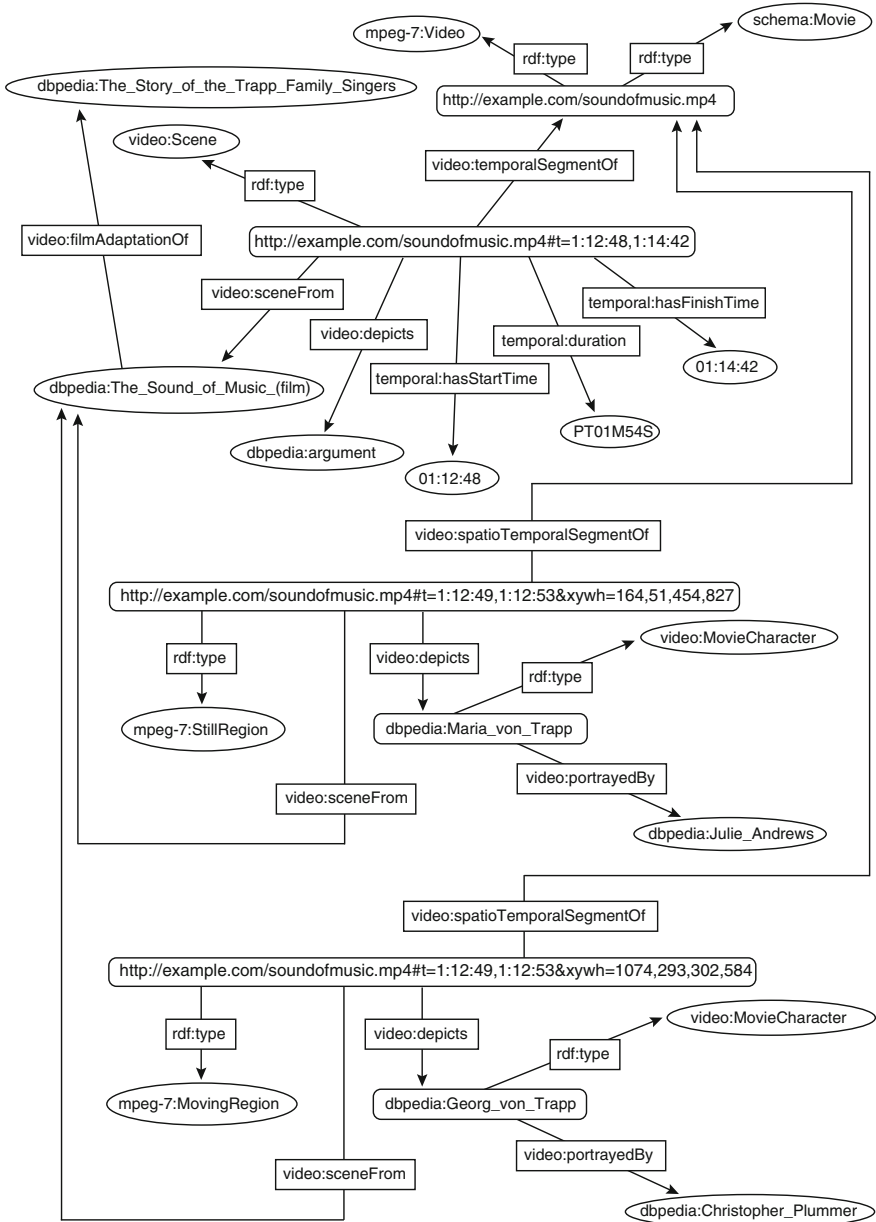 schema:Movie
mpeg-7:Video
rdf:type
rdf:type
dbpedia:The_Story_of_the_Trapp_Family_Singers
http://example.com/soundofmusic.mp4
video:Scene
video:temporalSegmentOf
rdf:type
video:filmAdaptationOf
http://example.com/soundofmusic.mp4#t=1:12:48,1:14:42
video:sceneFrom
temporal:hasFinishTime
video:depicts
temporal:duration
01:14:42
temporal:hasStartTime
dbpedia:The_Sound_of_Music_(film)
PT01M54S
dbpedia:argument
01:12:48
video:spatioTemporalSegmentOf
http://example.com/soundofmusic.mp4#t=1:12:49,1:12:53&xywh=164,51,454,827
video:MovieCharacter
rdf:type
video:depicts
rdf:type
mpeg-7:StillRegion
dbpedia:Maria_von_Trapp
video:portrayedBy
video:sceneFrom
dbpedia:Julie_Andrews
video:spatioTemporalSegmentOf
http://example.com/soundofmusic.mp4#t=1:12:49,1:12:53&xywh=1074,293,302,584
video:MovieCharacter
rdf:type
video:depicts
rdf:type
mpeg-7:MovingRegion
dbpedia:Georg_von_Trapp
video:portrayedBy
video:sceneFrom
dbpedia:Christopher_Plummer